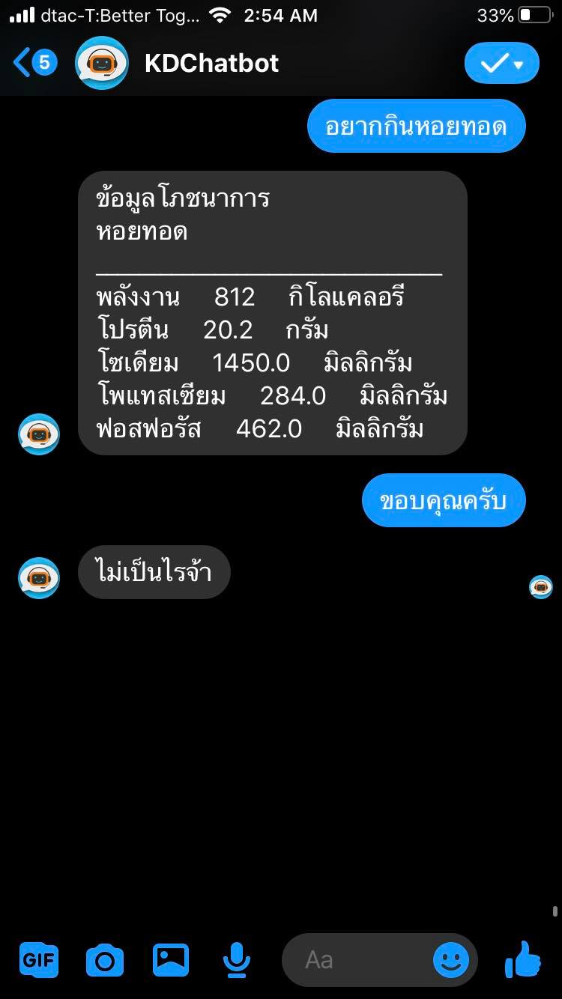 dtac-T:Better Tog... 2:54 AM 33%
5 KDChatbot
อยากกินหอยทอด
ข้อมูลโภชนาการ
หอยทอด
________________________________
พลังงาน 812 กิโลแคลอรี
โปรตีน 20.2 กรัม
โซเดียม 1450.0 มิลลิกรัม
โพแทสเซียม 284.0 มิลลิกรัม
ฟอสฟอรัส 462.0 มิลลิกรัม
ขอบคุณครับ
ไม่เป็นไรจ้า
GIF Aa